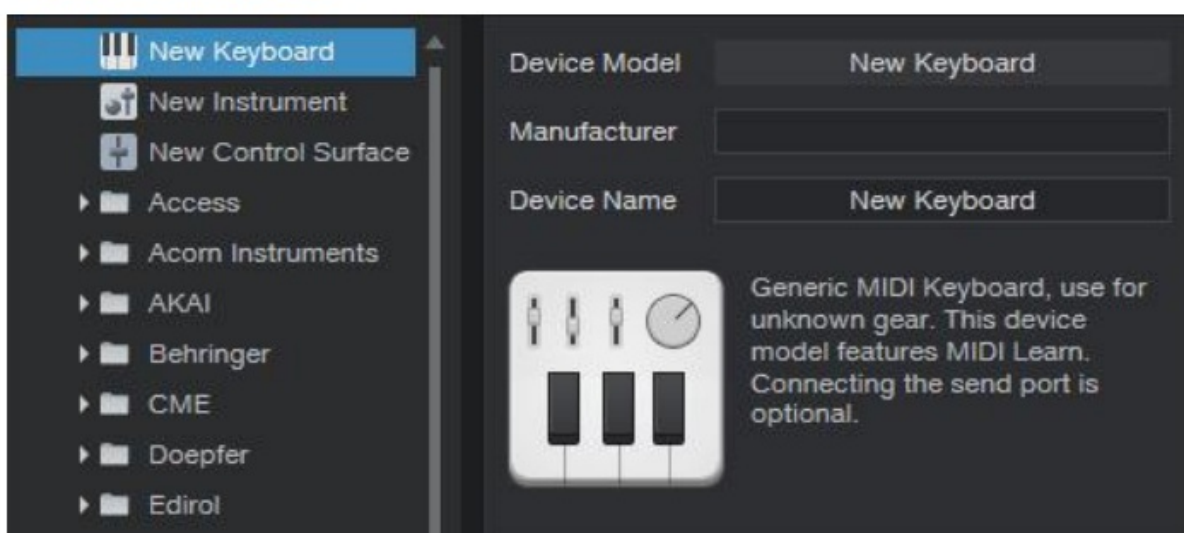 New Keyboard
New Instrument
New Control Surface
Access
Acorn Instruments
AKAI
Behringer
CME
Doepfer
Edirol
Device Model New Keyboard
Manufacturer
Device Name New Keyboard
Generic MIDI Keyboard, use for
unknown gear. This device
model features MIDI Learn.
Connecting the send port is
optional.